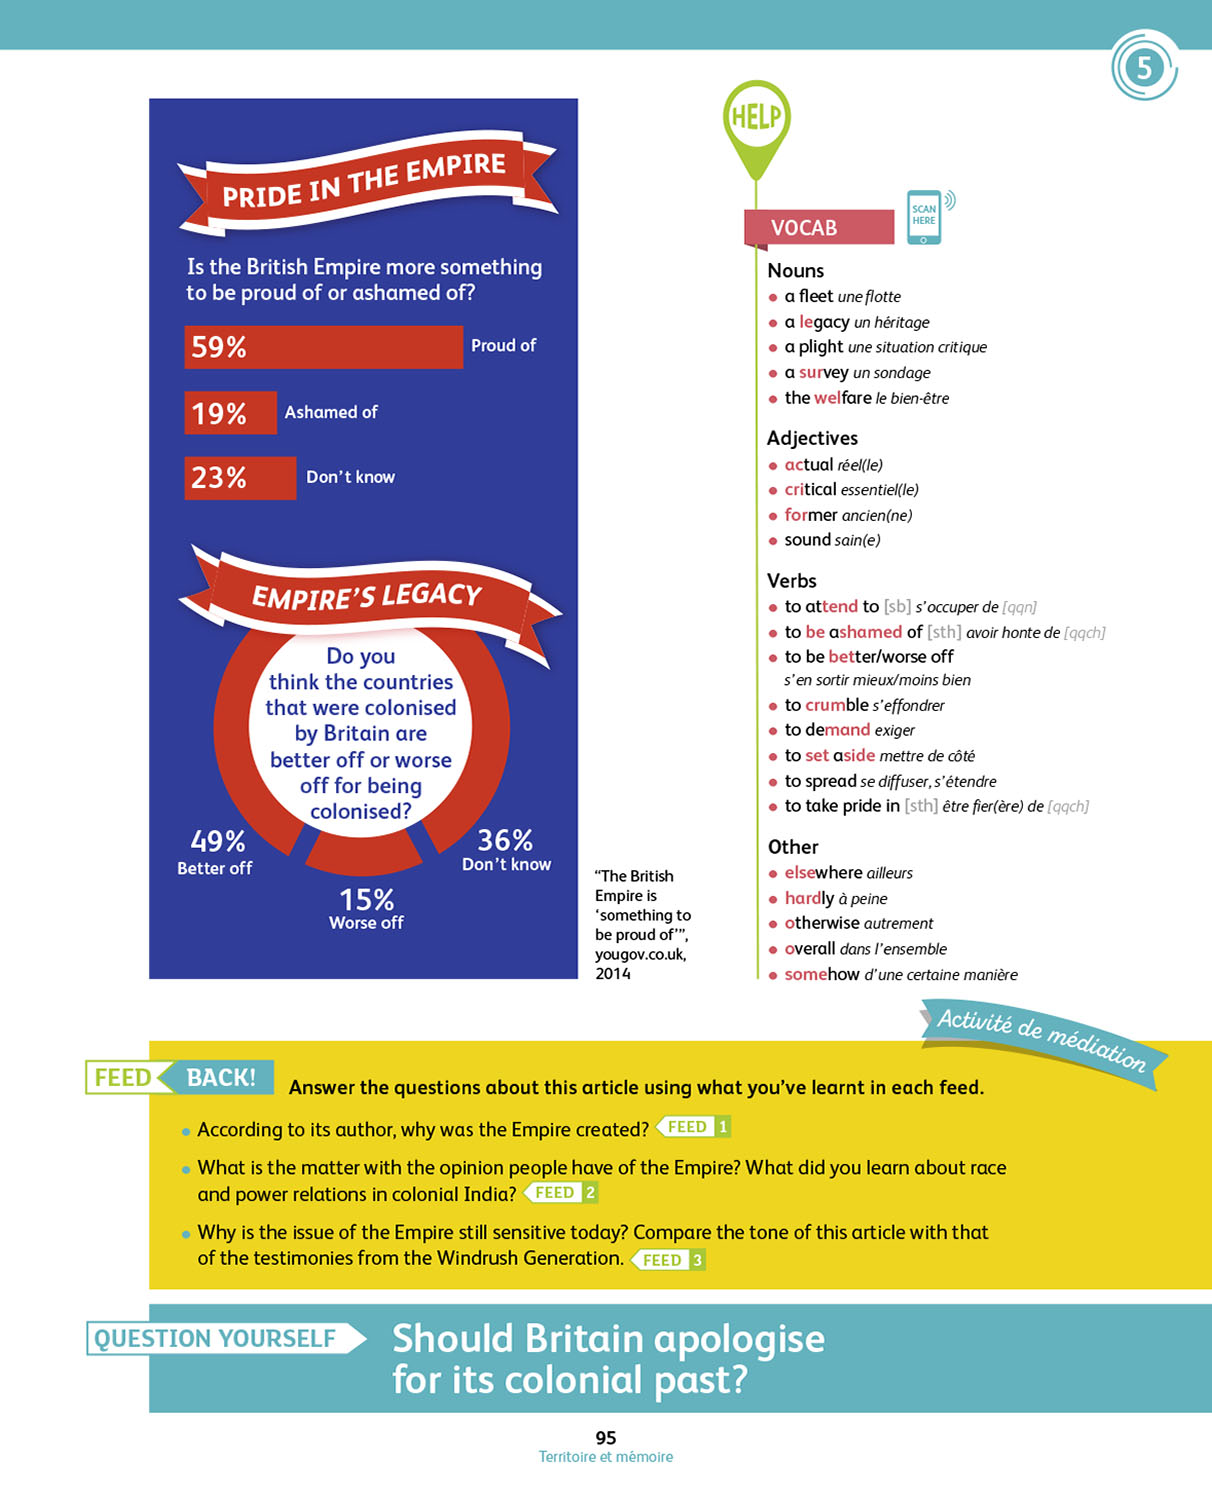 5
PRIDE IN THE EMPIRE
Is the British Empire more something
to be proud of or ashamed of?
59% Proud of
19% Ashamed of
23% Don't know
EMPIRE'S LEGACY
Do you
think the countries
that were colonised
by Britain are
better off or worse
off for being
colonised?
49%
Better off
15%
Worse off
36%
Don't know
“The British
Empire is
‘something to
be proud of’”,
yougov.co.uk,
2014
HELP
VOCAB
SCAN
HERE
Nouns
• a fleet une flotte
• a legacy un héritage
• a plight une situation critique
• a survey un sondage
• the welfare le bien-être
Adjectives
• actual réel(le)
• critical essentiel(le)
• former ancien(ne)
• sound sain(e)
Verbs
• to attend to [sb] s'occuper de [qqn]
• to be ashamed of [sth] avoir honte de [qqch]
• to be better/worse off
s'en sortir mieux/moins bien
• to crumble s'effondrer
• to demand exiger
• to set aside mettre de côté
• to spread se diffuser, s'étendre
• to take pride in [sth] être fier(ère) de [qqch]
Other
• elsewhere ailleurs
• hardly à peine
• otherwise autrement
• overall dans l'ensemble
• somehow d'une certaine manière
Activité de médiation
FEED BACK! Answer the questions about this article using what you've learnt in each feed.
• According to its author, why was the Empire created? FEED 1
• What is the matter with the opinion people have of the Empire? What did you learn about race
and power relations in colonial India? FEED 2
• Why is the issue of the Empire still sensitive today? Compare the tone of this article with that
of the testimonies from the Windrush Generation. FEED 3
QUESTION YOURSELF Should Britain apologise
for its colonial past?
95
Territoire et mémoire